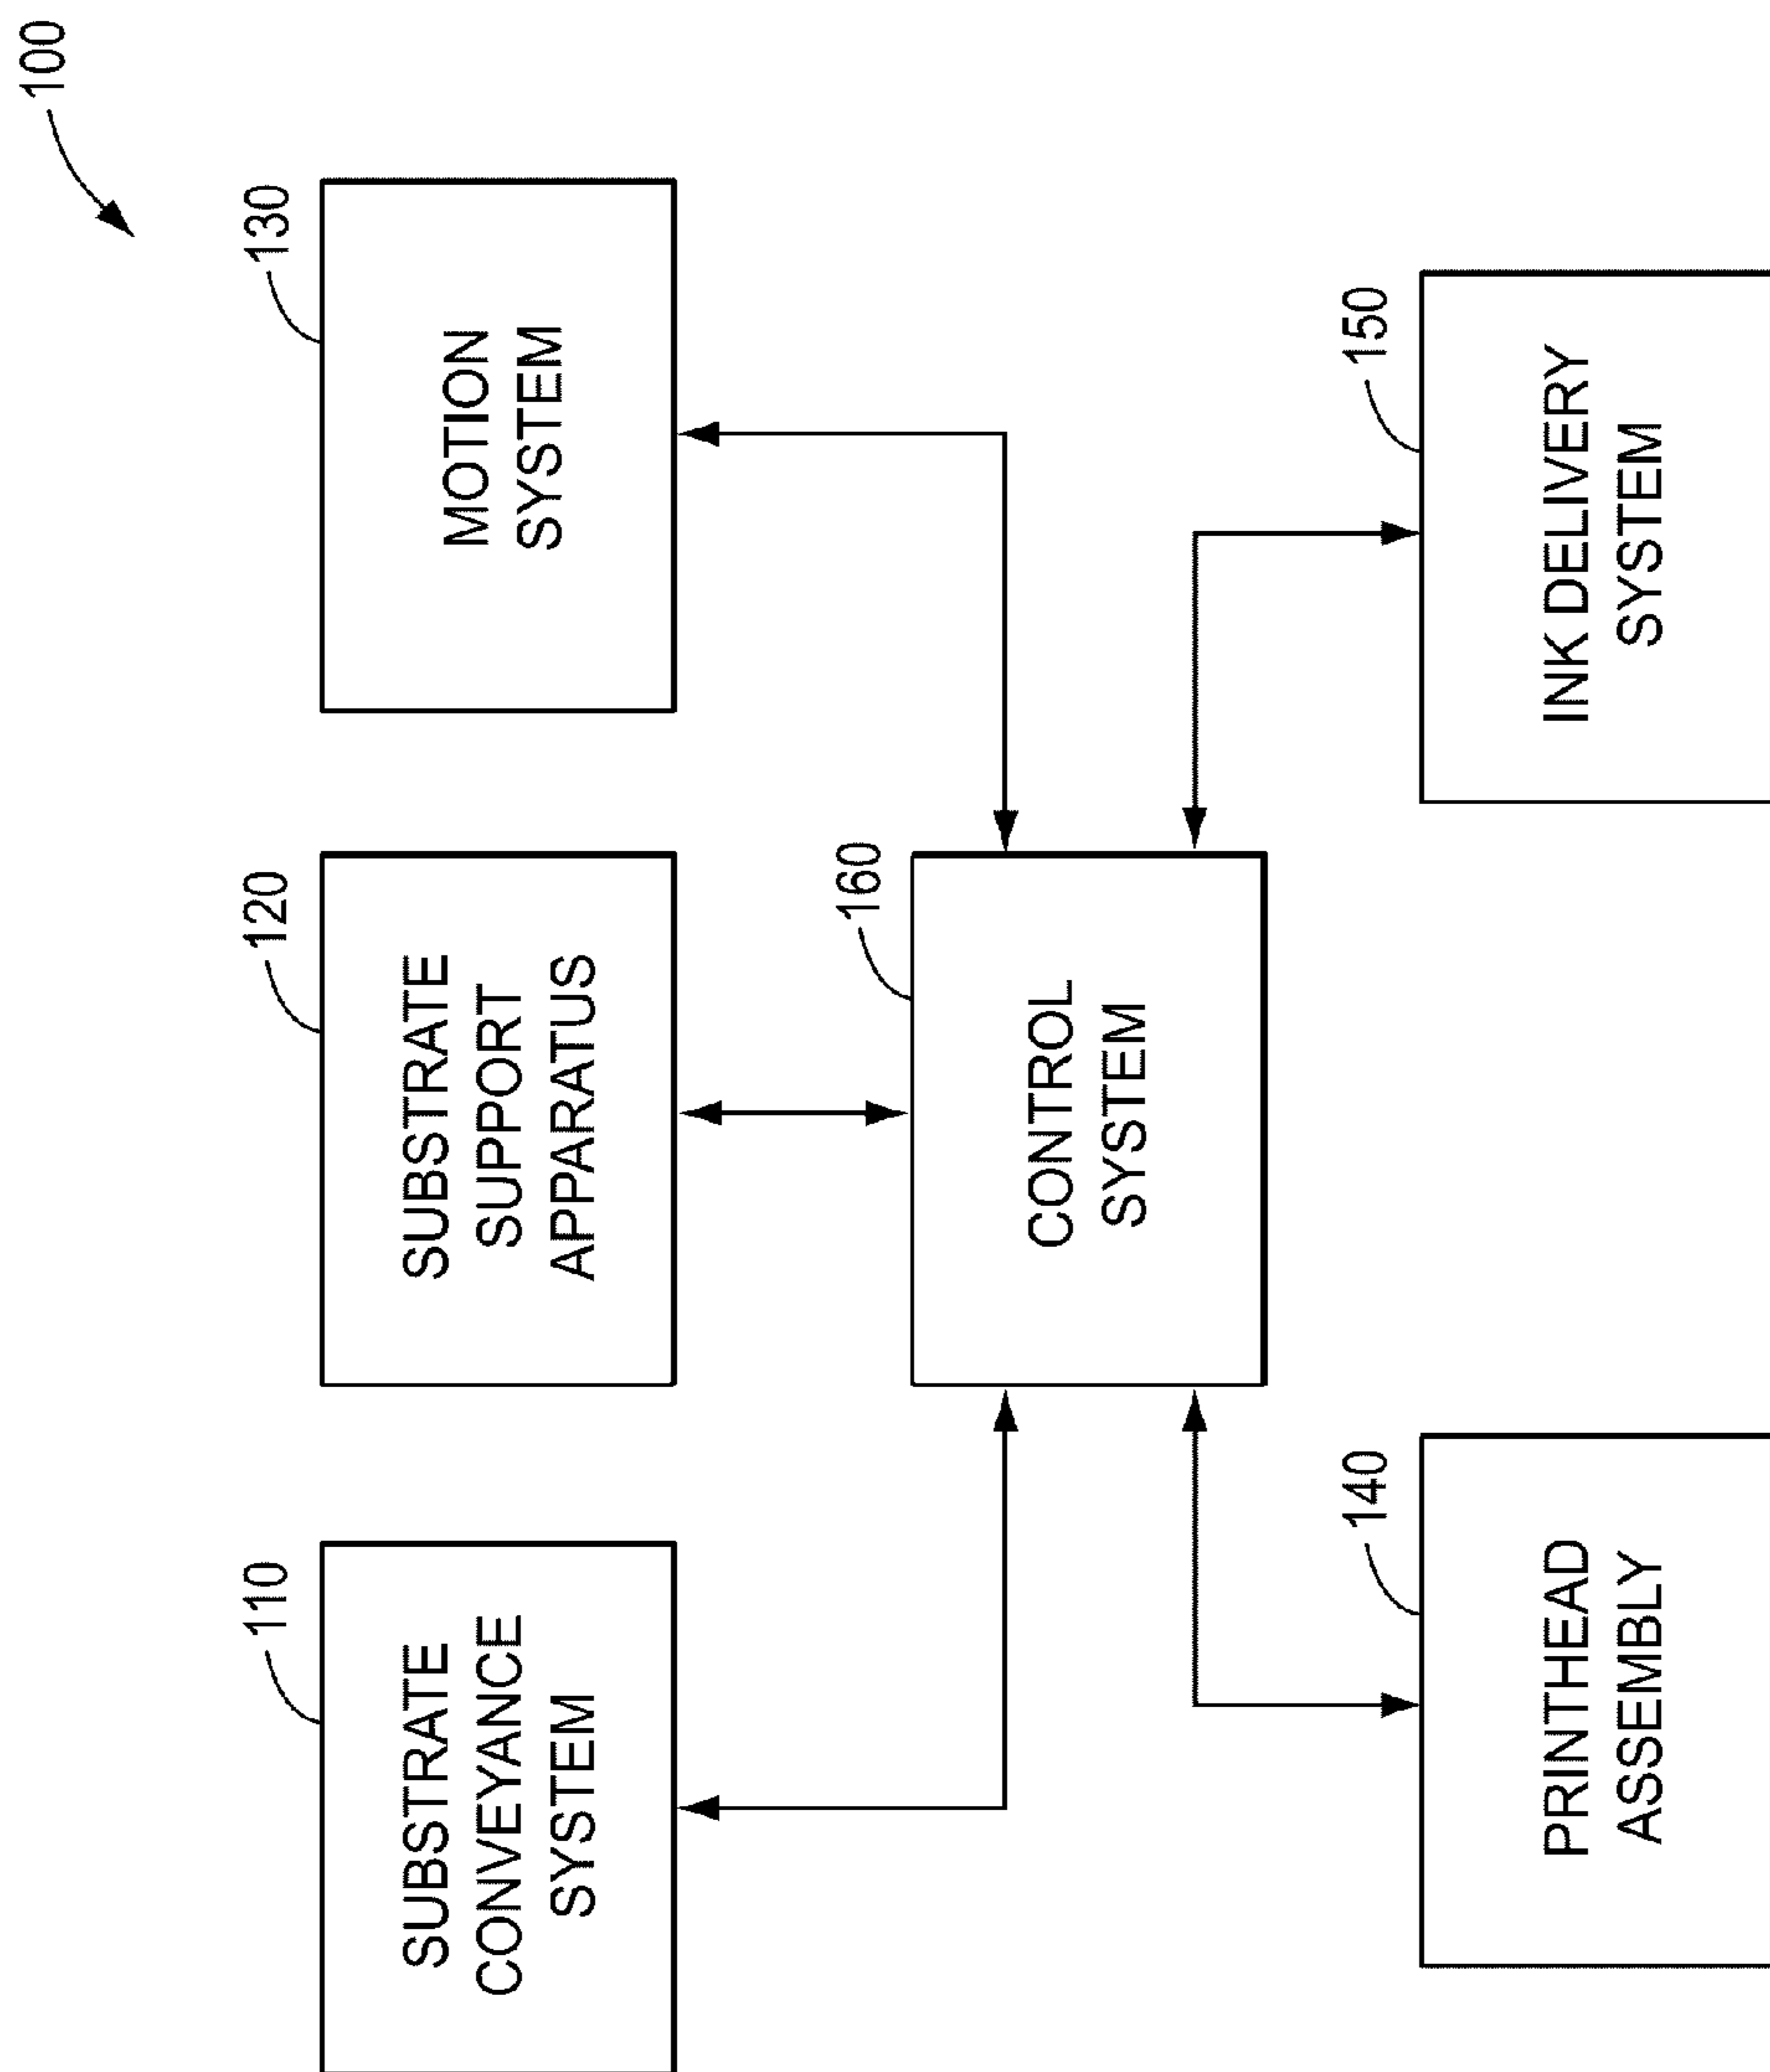 100
110
SUBSTRATE
CONVEYANCE
SYSTEM
120
SUBSTRATE
SUPPORT
APPARATUS
130
MOTION
SYSTEM
160
CONTROL
SYSTEM
140
PRINTHEAD
ASSEMBLY
150
INK DELIVERY
SYSTEM